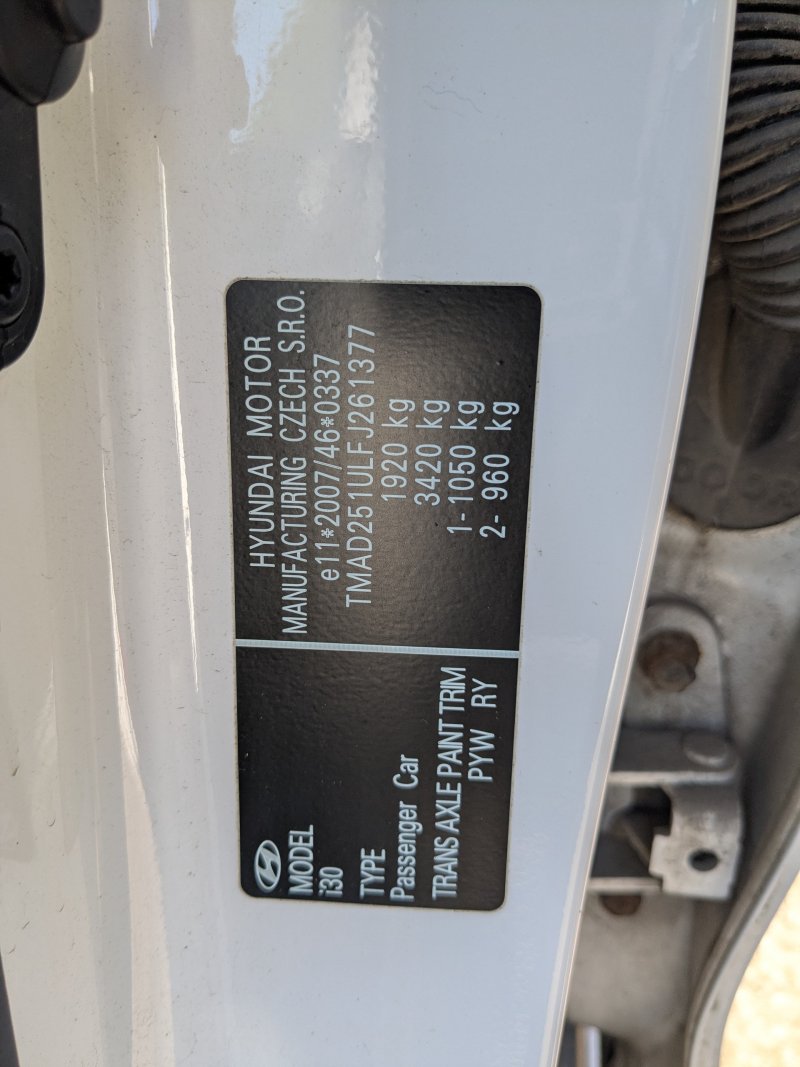 MODEL
i30
TYPE
Passenger Car
TRANS AXLE PAINT TRIM
PYW RY
HYUNDAI MOTOR
MANUFACTURING CZECH S.R.O.
e11*2007/46*0337
TMAD251ULFJ261377
1920 kg
3420 kg
1- 1050 kg
2- 960 kg